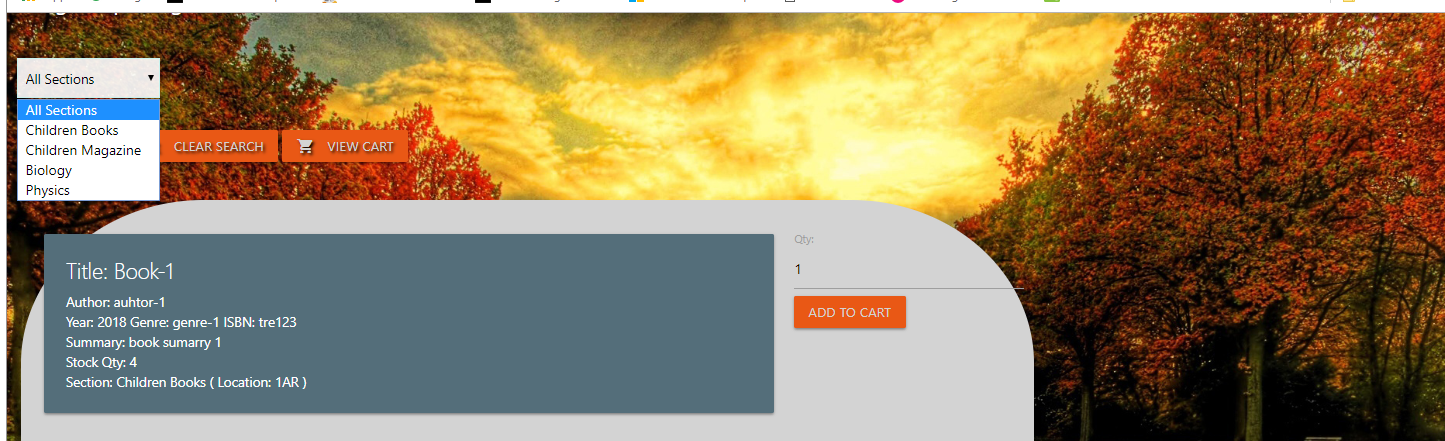 All Sections
All Sections
Children Books
Children Magazine
Biology
Physics
CLEAR SEARCH
VIEW CART
Title: Book-1
Author: auhtor-1
Year: 2018 Genre: genre-1 ISBN: tre123
Summary: book sumarry 1
Stock Qty: 4
Section: Children Books ( Location: 1AR )
Qty:
1
ADD TO CART